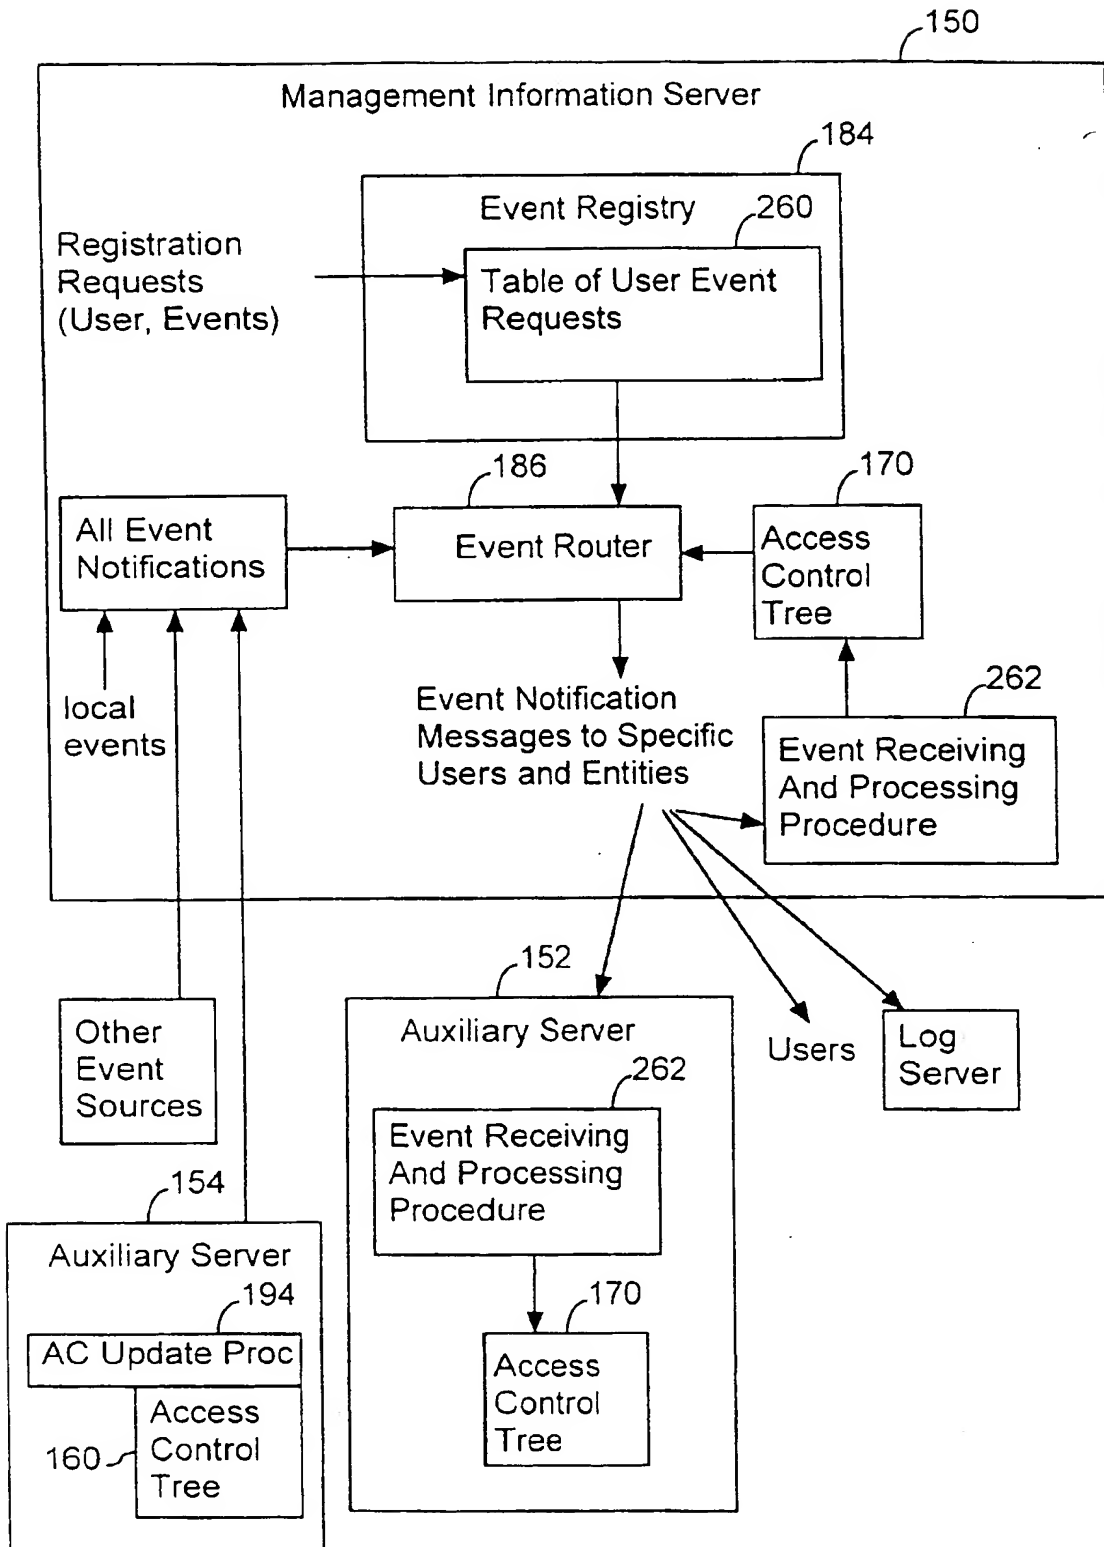 150
Management Information Server
184
Event Registry
260
Registration
Requests
(User, Events)
Table of User Event
Requests
186
170
All Event
Notifications
Event Router
Access
Control
Tree
local
events
Event Notification
Messages to Specific
Users and Entities
262
Event Receiving
And Processing
Procedure
152
Other
Event
Sources
Auxiliary Server
Users
Log
Server
262
Event Receiving
And Processing
Procedure
154
Auxiliary Server
194
AC Update Proc
170
Access
Control
Tree
160
Access
Control
Tree